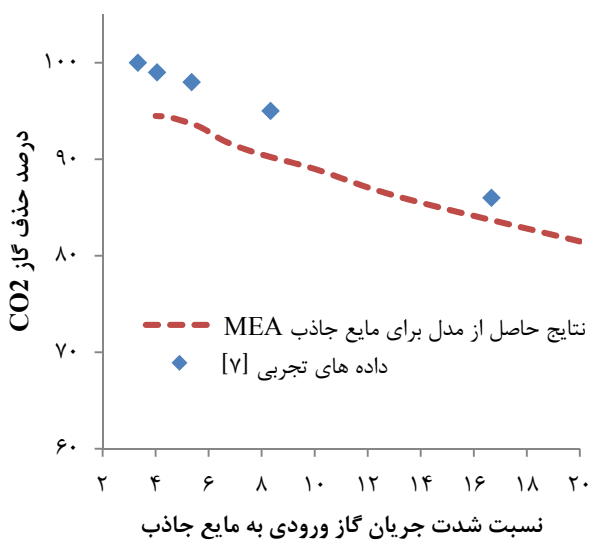 درصد حذف گاز CO2
۱۰۰
۹۰
۸۰
۷۰
۶۰
نتایج حاصل از مدل برای مایع جاذب MEA
داده های تجربی [۷]
۲ ۴ ۶ ۸ ۱۰ ۱۲ ۱۴ ۱۶ ۱۸ ۲۰
نسبت شدت جریان گاز ورودی به مایع جاذب